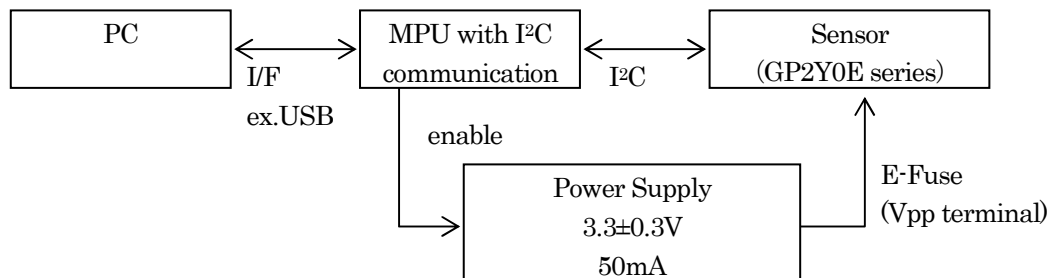 PC
MPU with I²C
communication
Sensor
(GP2Y0E series)
I/F
ex.USB
I²C
enable
Power Supply
3.3±0.3V
50mA
E-Fuse
(Vpp terminal)